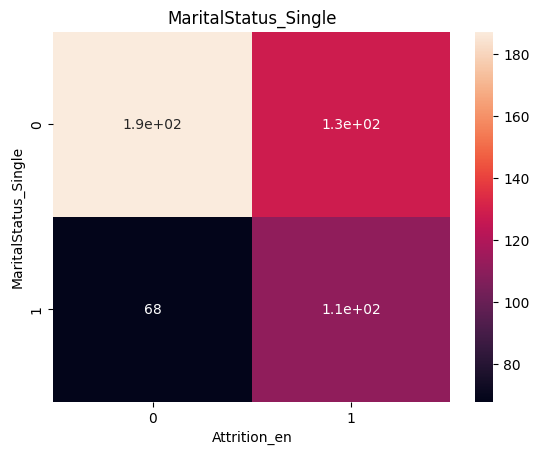 MaritalStatus_Single
MaritalStatus_Single
0
1
1.9e+02
1.3e+02
68
1.1e+02
0
1
Attrition_en
180
160
140
120
100
80